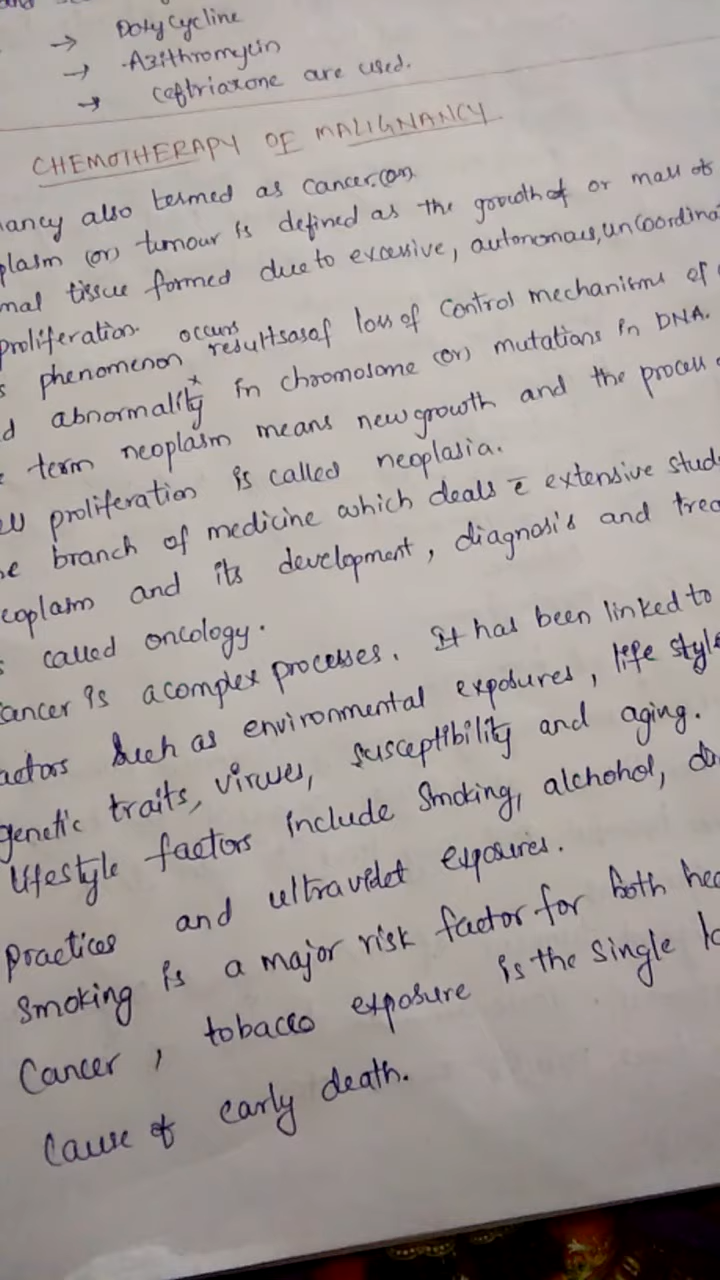 → Doxycycline
→ Azithromycin
→ Ceftriaxone are used.
CHEMOTHERAPY OF MALIGNANCY
nancy also termed as cancer (or)
plasm (or) tumour is defined as the growth of or mass of
mal tissue formed due to excessive, autonomous, uncoordina
proliferation.
s phenomenon occurs results as of loss of control mechanisms of
d abnormality in chromosome (or) mutations in DNA.
e term neoplasm means new growth and the process
ell proliferation is called neoplasia.
he branch of medicine which deals c̄ extensive stud
eoplasm and its development, diagnosis and trea
s called oncology.
ancer is a complex processes. It has been linked to
actors such as environmental exposures, life style
genetic traits, viruses, susceptibility and aging.
lifestyle factors include smoking, alchohol, di
practices and ultraviolet exposures.
smoking is a major risk factor for both hea
Cancer, tobacco exposure is the single la
Cause of early death.